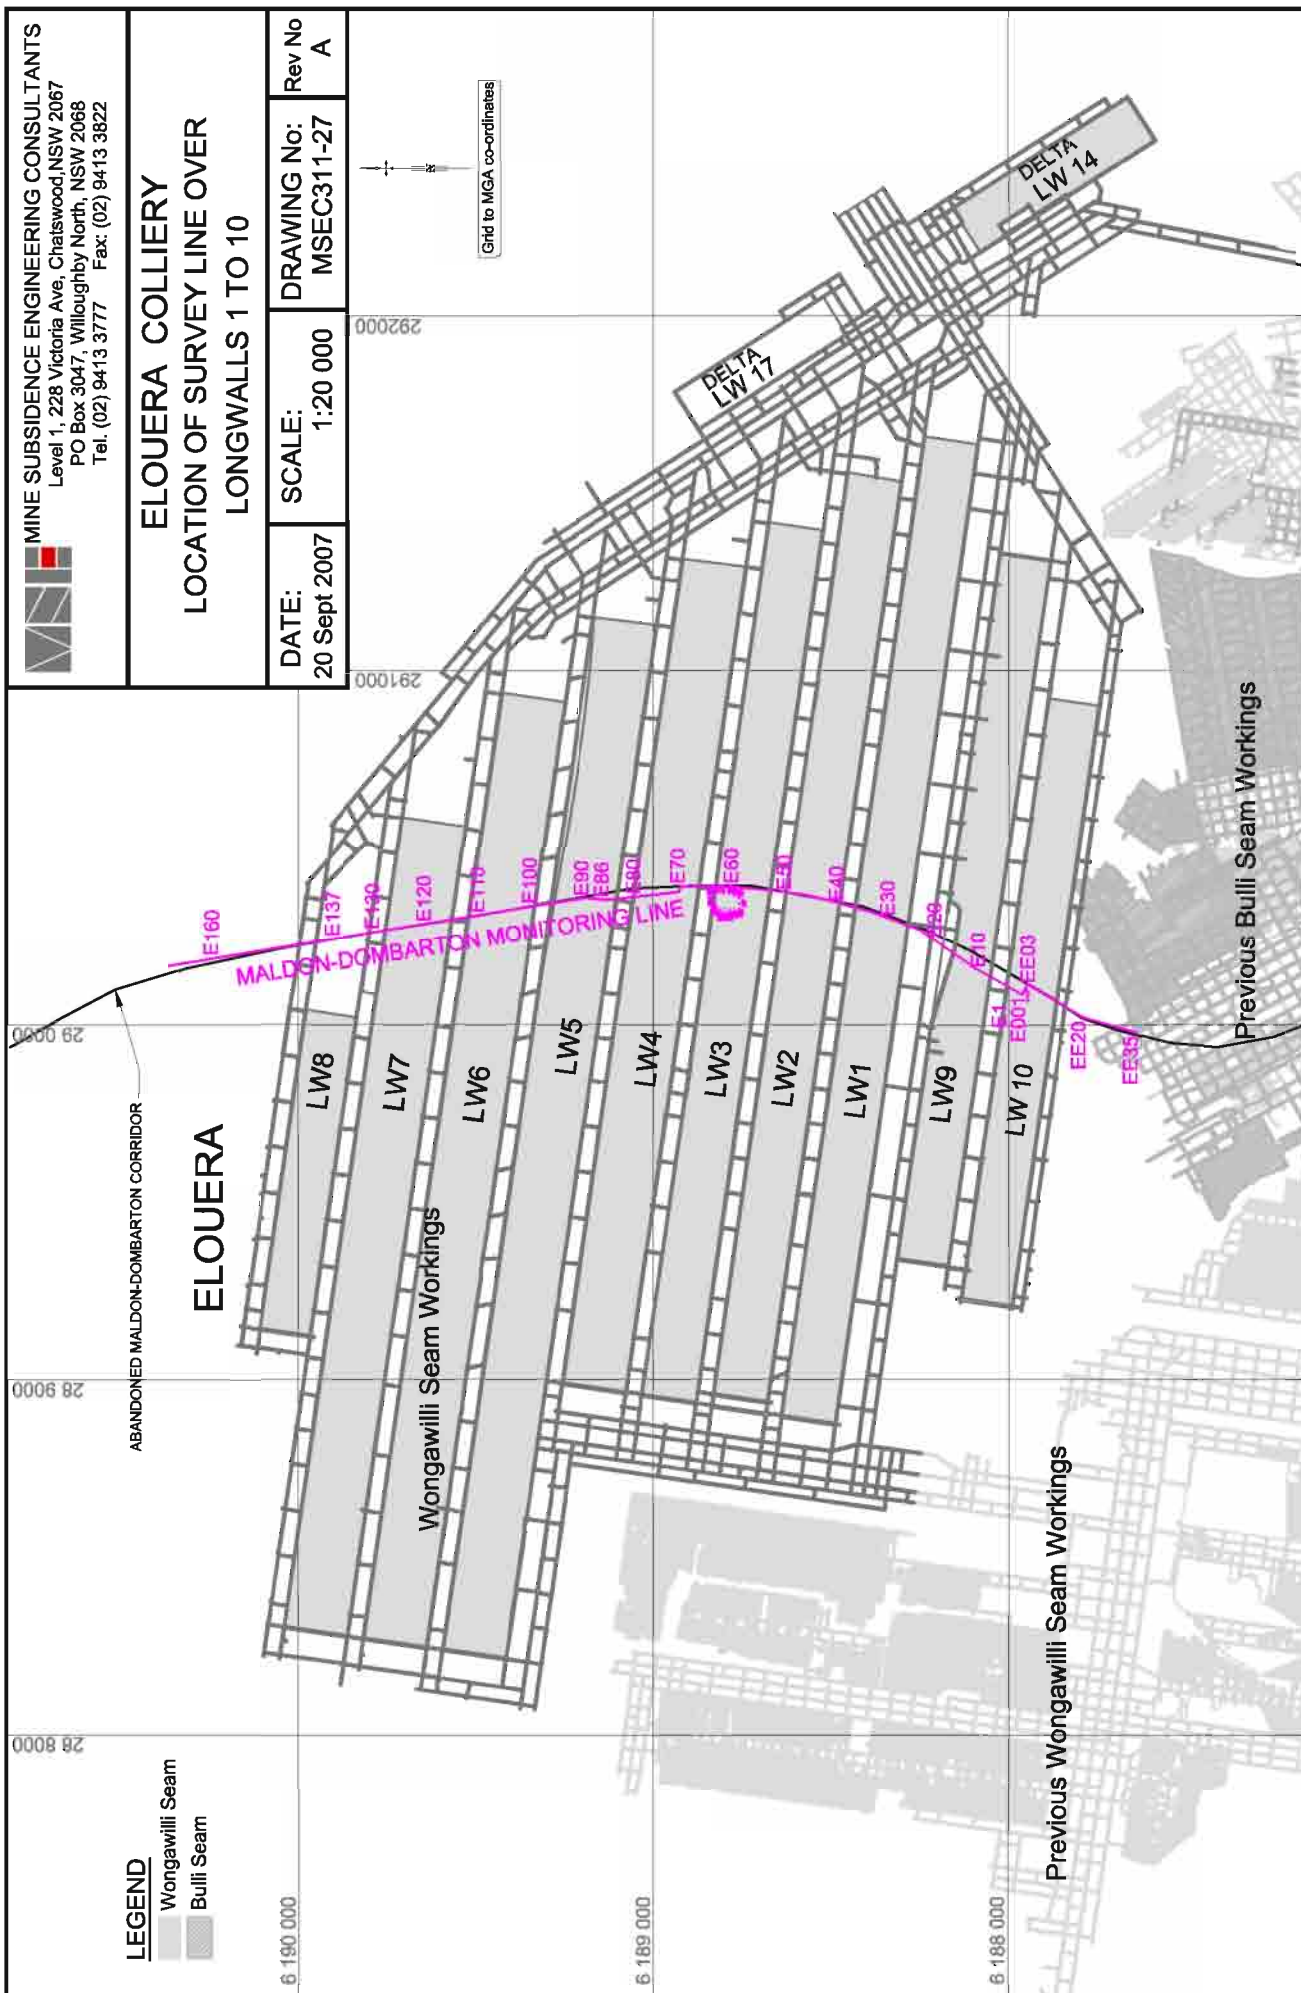 MINE SUBSIDENCE ENGINEERING CONSULTANTS
Level 1, 228 Victoria Ave, Chatswood,NSW 2067
PO Box 3047, Willoughby North, NSW 2068
Tel. (02) 9413 3777 Fax: (02) 9413 3822
ELOUERA COLLIERY
LOCATION OF SURVEY LINE OVER
LONGWALLS 1 TO 10
DATE:
20 Sept 2007
SCALE:
1:20 000
DRAWING No:
MSEC311-27
Rev No
A
Grid to MGA co-ordinates
LEGEND
Wongawilli Seam
Bulli Seam
ABANDONED MALDON-DOMBARTON CORRIDOR
ELOUERA
Wongawilli Seam Workings
MALDON-DOMBARTON MONITORING LINE
E160
E137
E130
E120
E110
E100
E90
E86
E80
E70
E60
E50
E40
E30
E20
E10
E1
E001
EE03
EE20
EE35
LW8
LW7
LW6
LW5
LW4
LW3
LW2
LW1
LW9
LW 10
DELTA
LW 17
DELTA
LW 14
Previous Bulli Seam Workings
Previous Wongawilli Seam Workings
28 8000
28 9000
29 0000
291000
292000
6 190 000
6 189 000
6 188 000